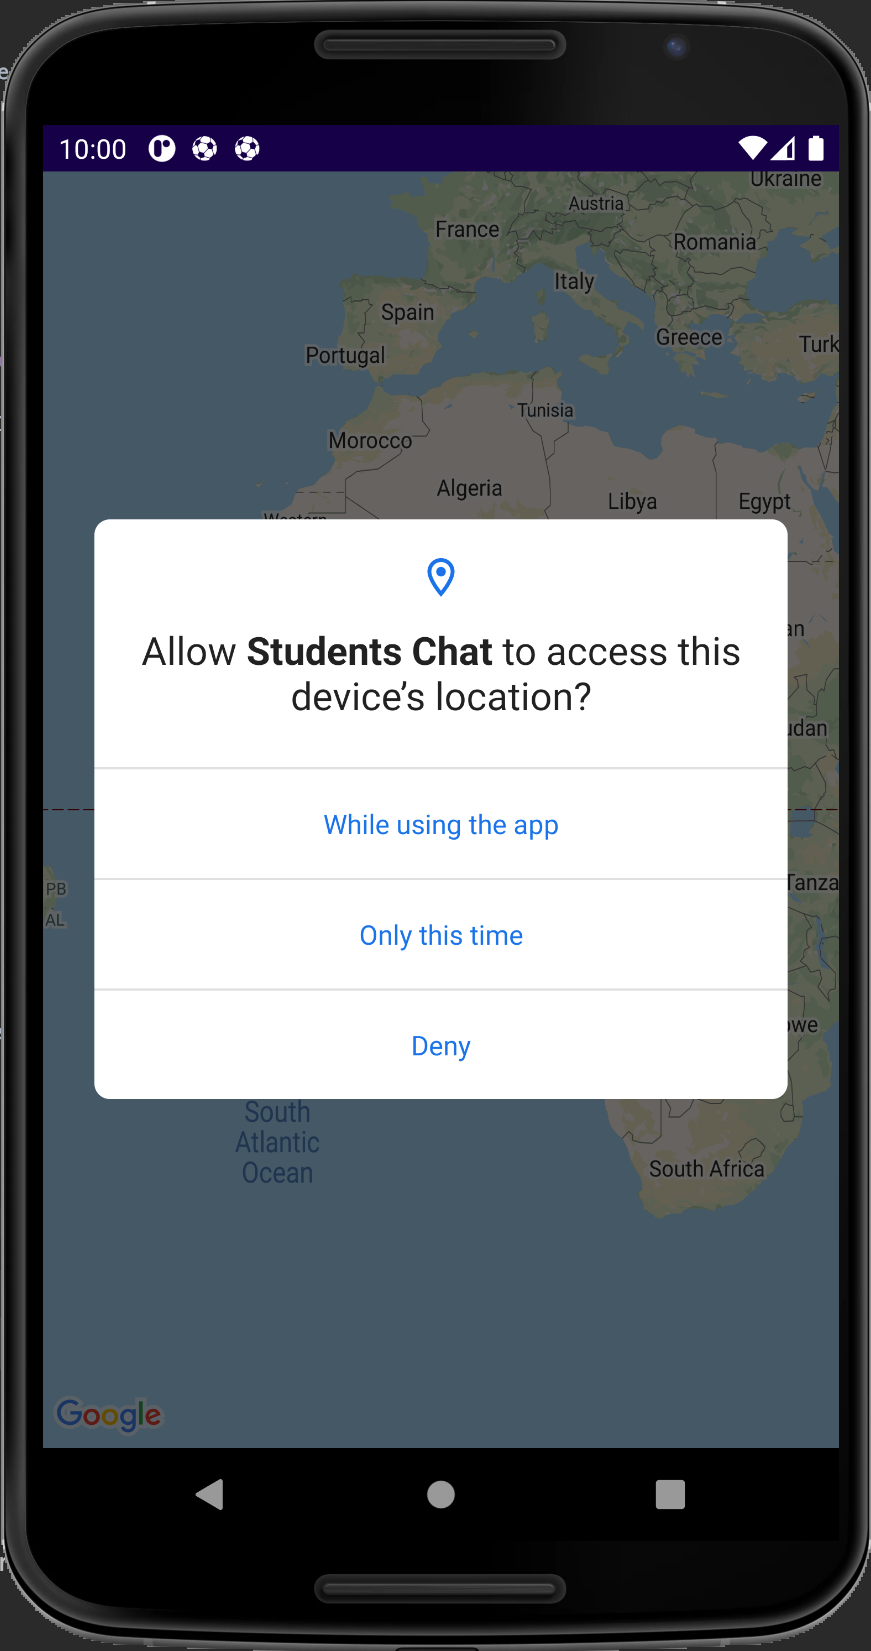 10:00
Ukraine
Austria
France
Romania
Italy
Spain
Greece
Turk
Portugal
Tunisia
Morocco
Algeria
Libya
Egypt
Western
an
Allow Students Chat to access this
device’s location?
udan
While using the app
Tanza
PB
AL
Only this time
owe
Deny
South
Atlantic
Ocean
South Africa
Google